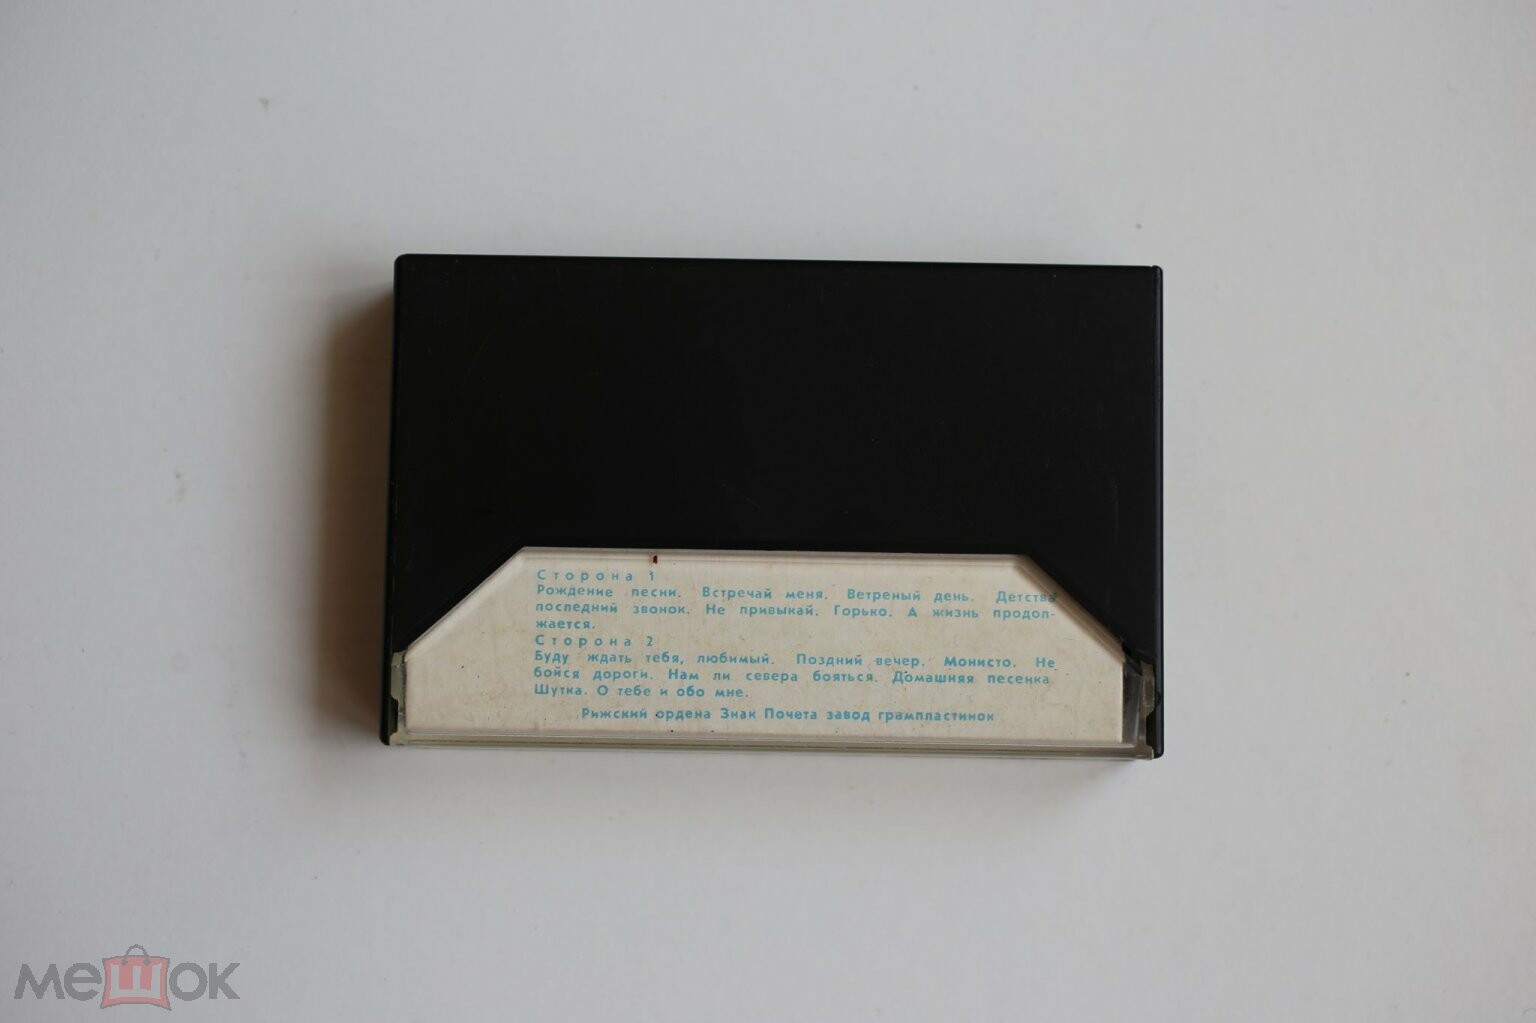 Сторона 1
Рождение песни. Встречай меня. Ветреный день. Детства
последний звонок. Не привыкай. Горько. А жизнь продол-
жается.
Сторона 2
Буду ждать тебя, любимый. Поздний вечер. Монисто. Не
бойся дороги. Нам ли севера бояться. Домашняя песенка
Шутка. О тебе и обо мне.
Рижский ордена Знак Почета завод грампластинок
мешок